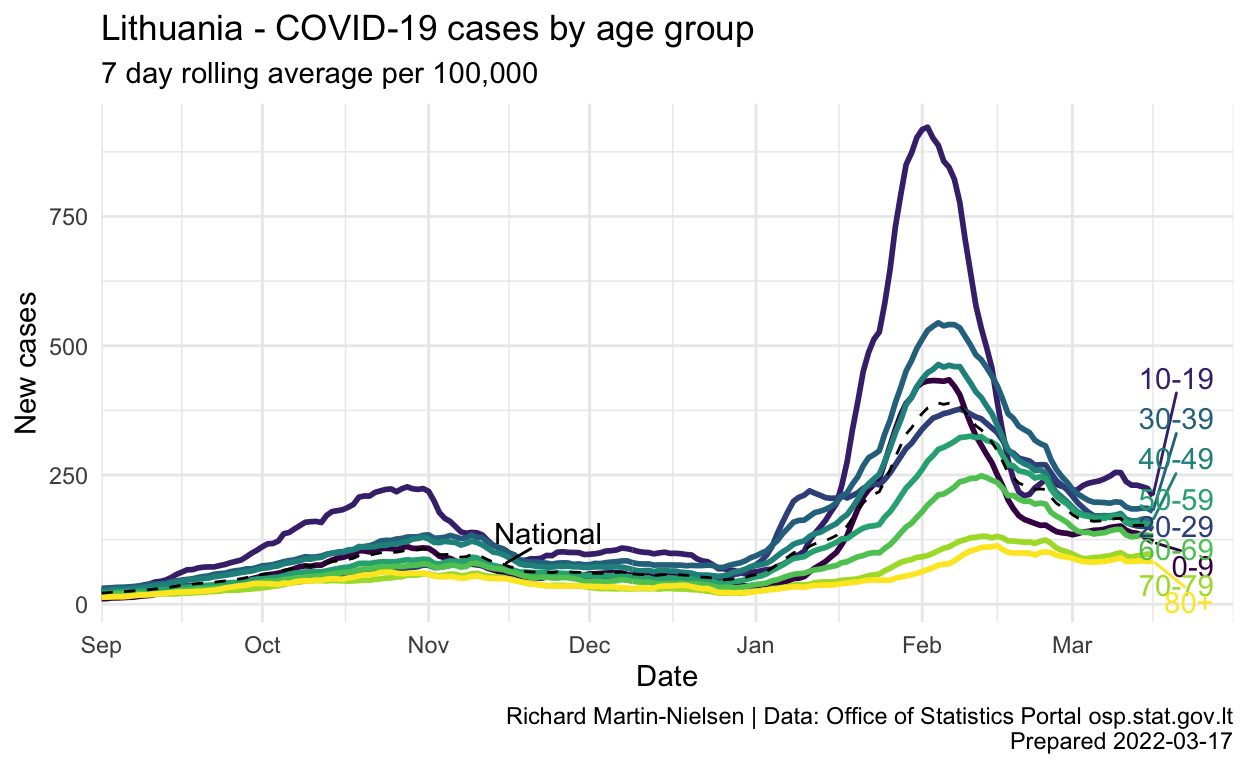 Lithuania - COVID-19 cases by age group
7 day rolling average per 100,000
New cases
750
500
250
0
National
10-19
30-39
40-49
50-59
20-29
60-69
0-9
70-79
80+
Sep Oct Nov Dec Jan Feb Mar
Date
Richard Martin-Nielsen | Data: Office of Statistics Portal osp.stat.gov.lt
Prepared 2022-03-17